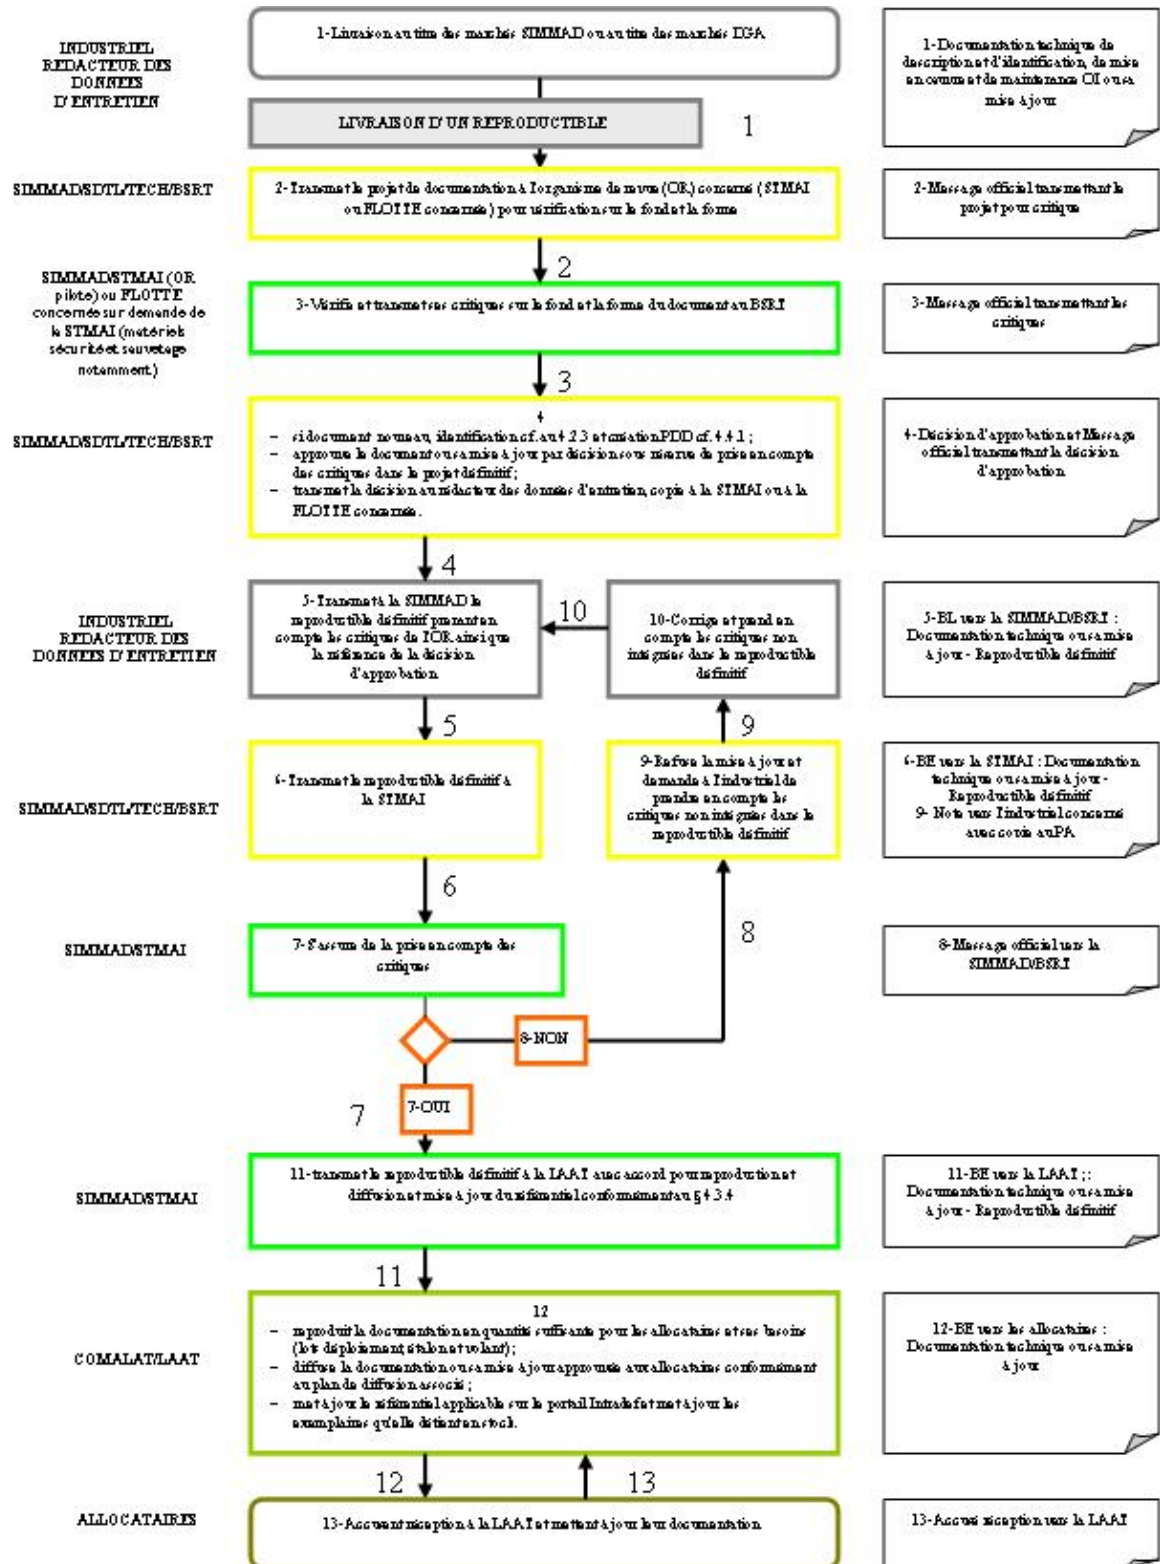 1-Livraison au titre des marchés SIMMAD ou au titre des marchés DGA
INDUSTRIEL
REDACTEUR DES
DONNEES
D'ENTRETIEN
1-Documentation technique de
description et d'identification, de mise
en oeuvre et de maintenance OI ou sa
mise à jour
LIVRAISON D'UN REPRODUCTIBLE
1
SIMMAD/SDTL/TECH/BSRT
2-Transmet le projet de documentation à l'organisme de revue (OR) concerné (STMAI
ou FLOTTE concernée) pour vérification sur le fond et la forme
2-Message officiel transmettant le
projet pour critique
2
SIMMAD/STMAI (OR
pilote) ou FLOTTE
concernée sur demande de
la STMAI (matériels
sécurité et sauvetage
notamment)
3-Vérifie et transmet ses critiques sur le fond et la forme du document au BSRT
3-Message officiel transmettant les
critiques
3
SIMMAD/SDTL/TECH/BSRT
4
– si document nouveau, identification cf. au 4.2.3 et création PDD cf. 4.4.1 ;
– approuve le document ou sa mise à jour par décision sous réserve de prise en compte
des critiques dans le projet définitif ;
– transmet la décision au rédacteur des données d'entretien, copie à la STMAI ou à la
FLOTTE concernée.
4-Décision d'approbation et Message
officiel transmettant la décision
d'approbation
4
INDUSTRIEL
REDACTEUR DES
DONNEES D'ENTRETIEN
5-Transmet à la SIMMAD le
reproductible définitif prenant en
compte les critiques de l'OR ainsi que
la référence de la décision
d'approbation
10
10-Corrige et prend en
compte les critiques non
intégrées dans le reproductible
définitif
5-BL vers la SIMMAD/BSRT :
Documentation technique ou sa mise
à jour - Reproductible définitif
5
9
SIMMAD/SDTL/TECH/BSRT
6-Transmet le reproductible définitif à
la STMAI
9-Refuse la mise à jour et
demande à l'industriel de
prendre en compte les
critiques non intégrées dans le
reproductible définitif
6-BE vers la STMAI : Documentation
technique ou sa mise à jour -
Reproductible définitif
9- Note vers l'industriel concerné
avec copie au PA
6
8
SIMMAD/STMAI
7-S'assure de la prise en compte des
critiques
8-Message officiel vers la
SIMMAD/BSRT
8-NON
7
7-OUI
SIMMAD/STMAI
11-transmet le reproductible définitif à la LAAT avec accord pour reproduction et
diffusion et mise à jour du référentiel conformément au § 4.3.4
11-BE vers la LAAT ; :
Documentation technique ou sa mise
à jour - Reproductible définitif
11
COMALAT/LAAT
12
– reproduit la documentation en quantité suffisante pour les allocataires et ses besoins
(lots déploiement, étalon et volant) ;
– diffuse la documentation ou sa mise à jour approuvée aux allocataires conformément
au plan de diffusion associé ;
– met à jour le référentiel applicable sur le portail Intradef et met à jour les
exemplaires qu'elle détient en stock.
12-BE vers les allocataires :
Documentation technique ou sa mise
à jour
12
13
ALLOCATAIRES
13-Accusent réception à la LAAT et mettent à jour leur documentation
13-Accusé réception vers la LAAT